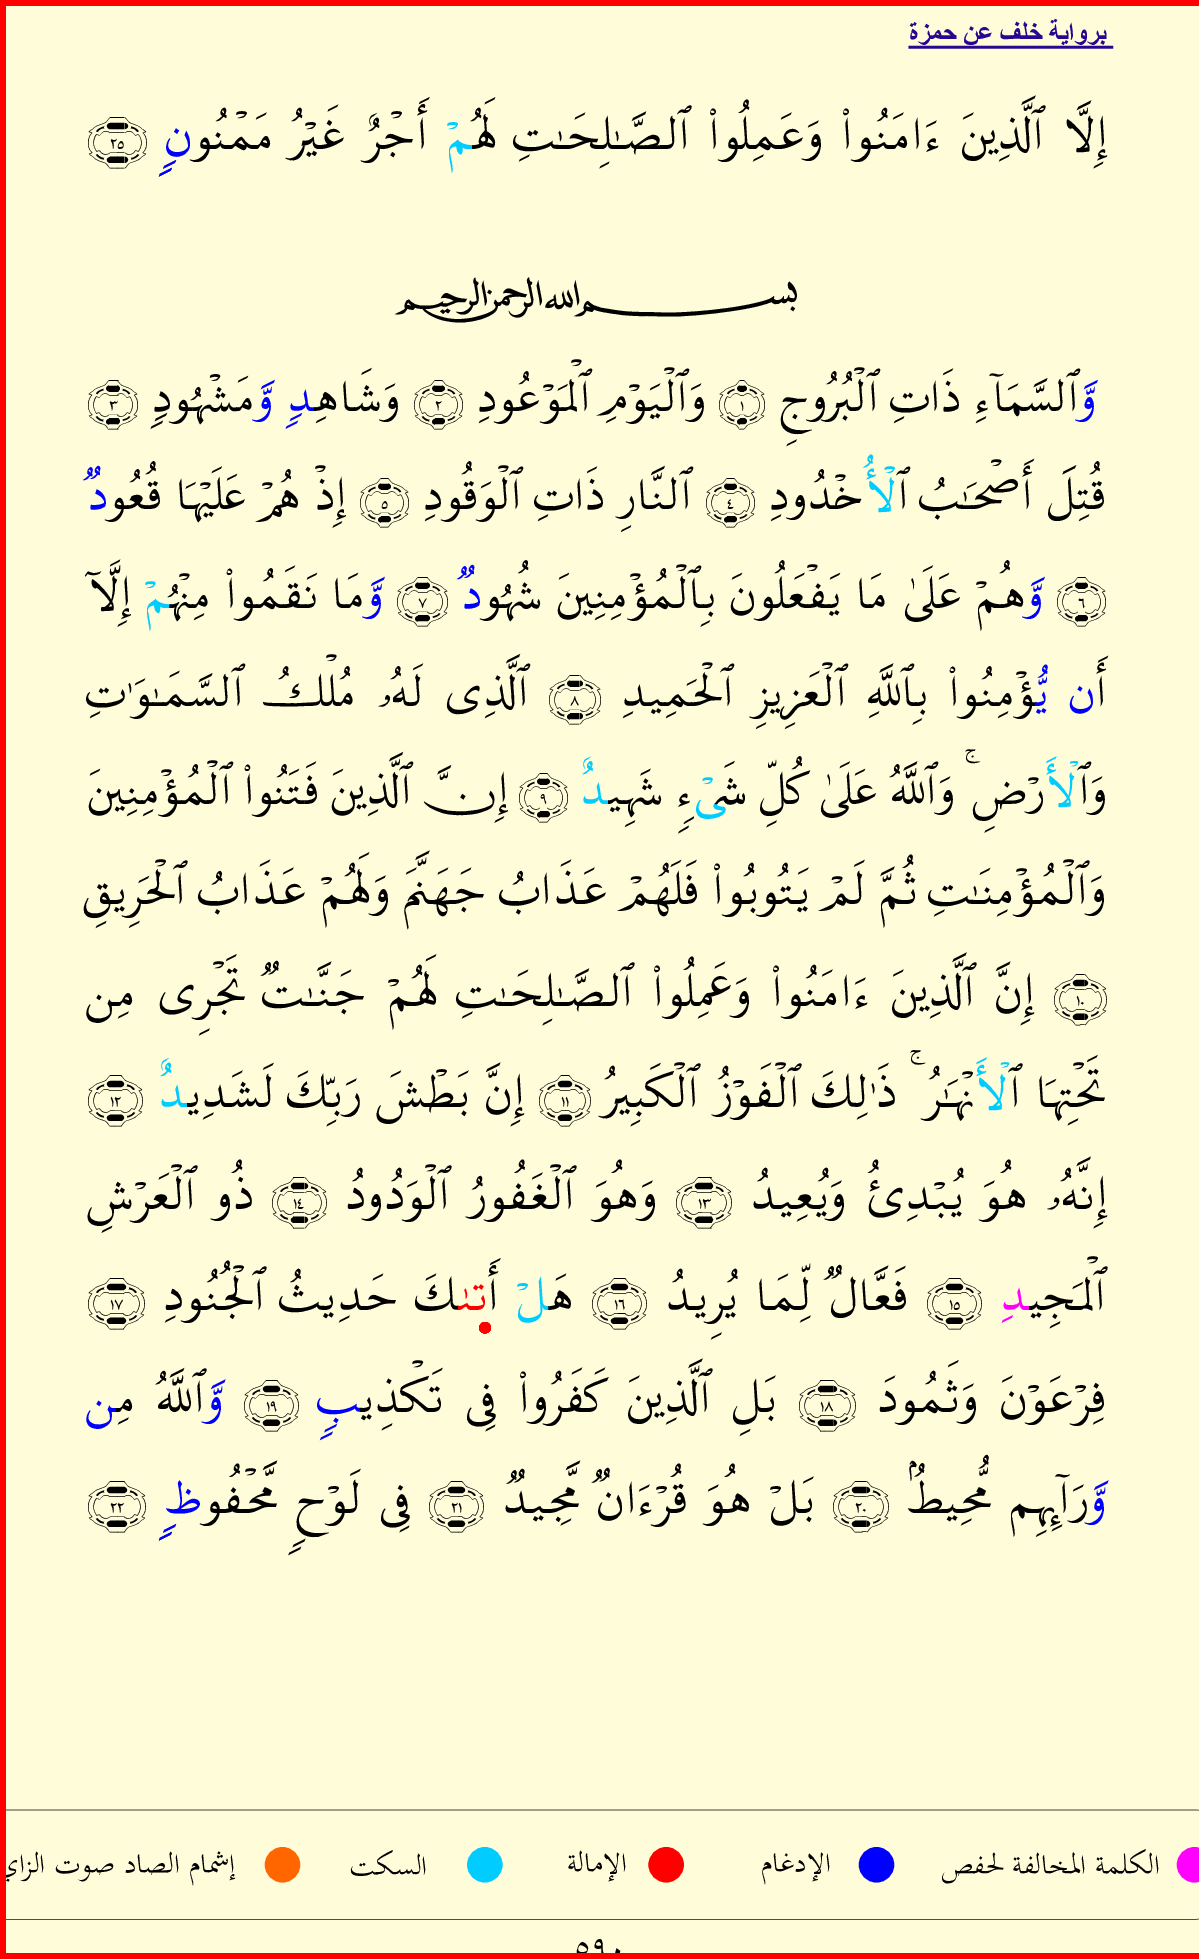 برواية خلف عن حمزة
إِلَّا ٱلَّذِينَ ءَامَنُوا۟ وَعَمِلُوا۟ ٱلصَّـٰلِحَـٰتِ لَهُمۡ أَجۡرٌ غَيۡرُ مَمۡنُونٍ ٢٥
بسم الله الرحمن الرحيم
وَّٱلسَّمَآءِ ذَاتِ ٱلۡبُرُوجِ ١ وَٱلۡيَوۡمِ ٱلۡمَوۡعُودِ ٢ وَشَاهِدٍ وَّمَشۡهُودٍ ٣
قُتِلَ أَصۡحَـٰبُ ٱلۡأُخۡدُودِ ٤ ٱلنَّارِ ذَاتِ ٱلۡوَقُودِ ٥ إِذۡ هُمۡ عَلَيۡهَا قُعُودٌ
٦ وَّهُمۡ عَلَىٰ مَا يَفۡعَلُونَ بِٱلۡمُؤۡمِنِينَ شُهُودٌ ٧ وَّمَا نَقَمُوا۟ مِنۡهُمۡ إِلَّآ
أَن يُّؤۡمِنُوا۟ بِٱللَّهِ ٱلۡعَزِيزِ ٱلۡحَمِيدِ ٨ ٱلَّذِى لَهُۥ مُلۡكُ ٱلسَّمَـٰوَٰتِ
وَٱلۡأَرۡضِ ۚ وَٱللَّهُ عَلَىٰ كُلِّ شَىۡءٍ شَهِيدٌ ٩ إِنَّ ٱلَّذِينَ فَتَنُوا۟ ٱلۡمُؤۡمِنِينَ
وَٱلۡمُؤۡمِنَـٰتِ ثُمَّ لَمۡ يَتُوبُوا۟ فَلَهُمۡ عَذَابُ جَهَنَّمَ وَلَهُمۡ عَذَابُ ٱلۡحَرِيقِ
١٠ إِنَّ ٱلَّذِينَ ءَامَنُوا۟ وَعَمِلُوا۟ ٱلصَّـٰلِحَـٰتِ لَهُمۡ جَنَّـٰتٌ تَجۡرِى مِن
تَحۡتِهَا ٱلۡأَنۡهَـٰرُ ۚ ذَٰلِكَ ٱلۡفَوۡزُ ٱلۡكَبِيرُ ١١ إِنَّ بَطۡشَ رَبِّكَ لَشَدِيدٌ ١٢
إِنَّهُۥ هُوَ يُبۡدِئُ وَيُعِيدُ ١٣ وَهُوَ ٱلۡغَفُورُ ٱلۡوَدُودُ ١٤ ذُو ٱلۡعَرۡشِ
ٱلۡمَجِيدِ ١٥ فَعَّالٌ لِّمَا يُرِيدُ ١٦ هَلۡ أَتَىٰكَ حَدِيثُ ٱلۡجُنُودِ ١٧
فِرۡعَوۡنَ وَثَمُودَ ١٨ بَلِ ٱلَّذِينَ كَفَرُوا۟ فِى تَكۡذِيبٍ ١٩ وَّٱللَّهُ مِن
وَّرَآئِهِم مُّحِيطٌۢ ٢٠ بَلۡ هُوَ قُرۡءَانٌ مَّجِيدٌ ٢١ فِى لَوۡحٍ مَّحۡفُوظٍ ٢٢
الكلمة المخالفة لحفص الإدغام الإمالة السكت إشمام الصاد صوت الزاي
٥٩٠